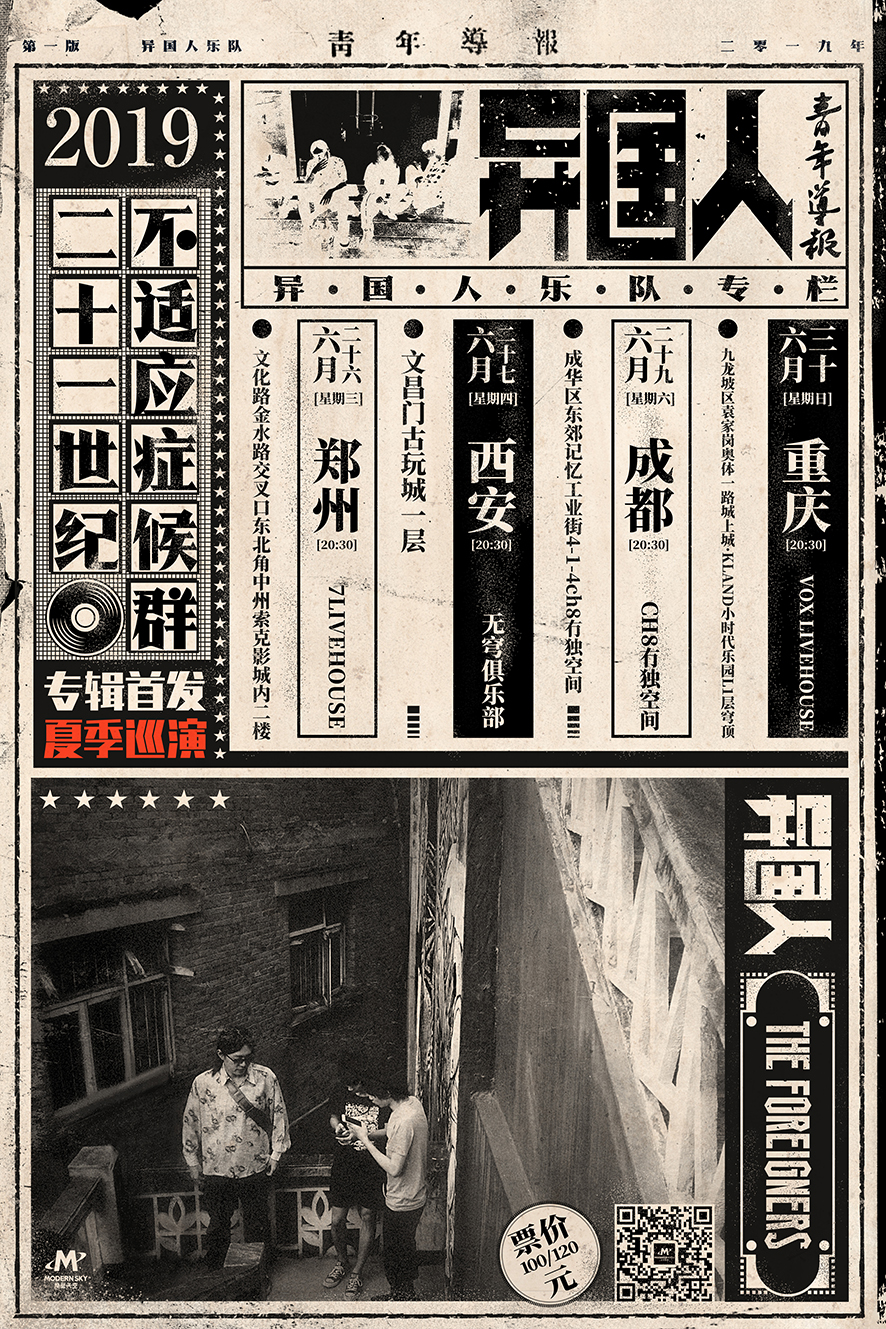 第一版 异国人乐队 青年導報 二零一九年
2019
不适应症候群
二十一世纪
专辑首发
夏季巡演
异国人
青年導報
异·国·人·乐·队·专·栏
三十
六月
[星期日]
重庆
[20:30]
VOX LIVEHOUSE
九龙坡区袁家岗奥体一路城上城·KLAND小时代乐园L1层穹顶
二十九
六月
[星期六]
成都
[20:30]
CH8有独空间
成华区东郊记忆工业街4-1-4ch8有独空间
二十七
六月
[星期四]
西安
[20:30]
无穹俱乐部
文昌门古玩城一层
二十六
六月
[星期三]
郑州
[20:30]
7LIVEHOUSE
文化路金水路交叉口东北角中州索克影城内二楼
异国人
THE FOREIGNERS
票价
100/120
元
M
MODERN SKY
摩登天空